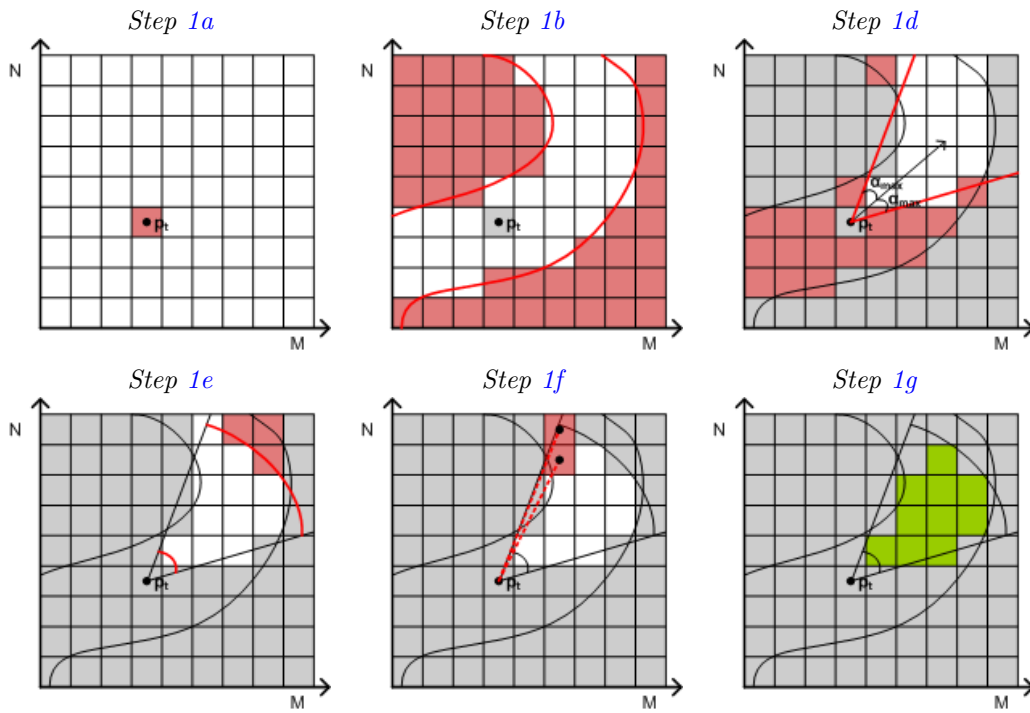 Step 1a
Step 1b
Step 1d
N
pₜ
M
N
pₜ
M
N
αₘₐₓ
αₘₐₓ
pₜ
M
Step 1e
Step 1f
Step 1g
N
pₜ
M
N
pₜ
M
N
pₜ
M